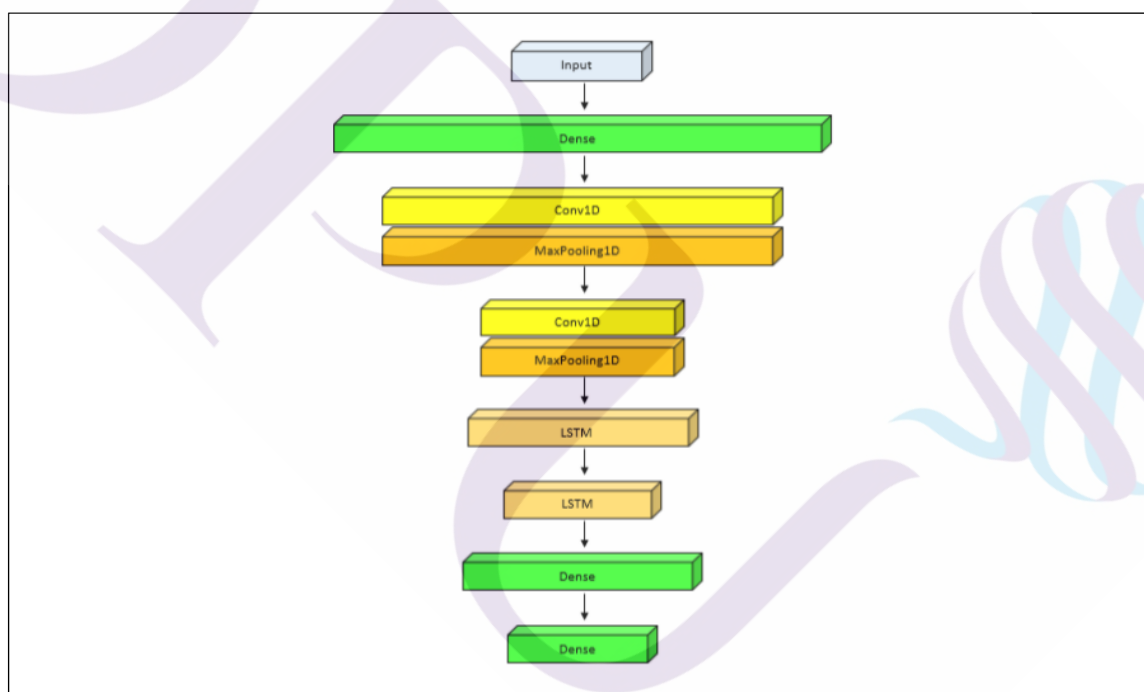 Input
Dense
Conv1D
MaxPooling1D
Conv1D
MaxPooling1D
LSTM
LSTM
Dense
Dense